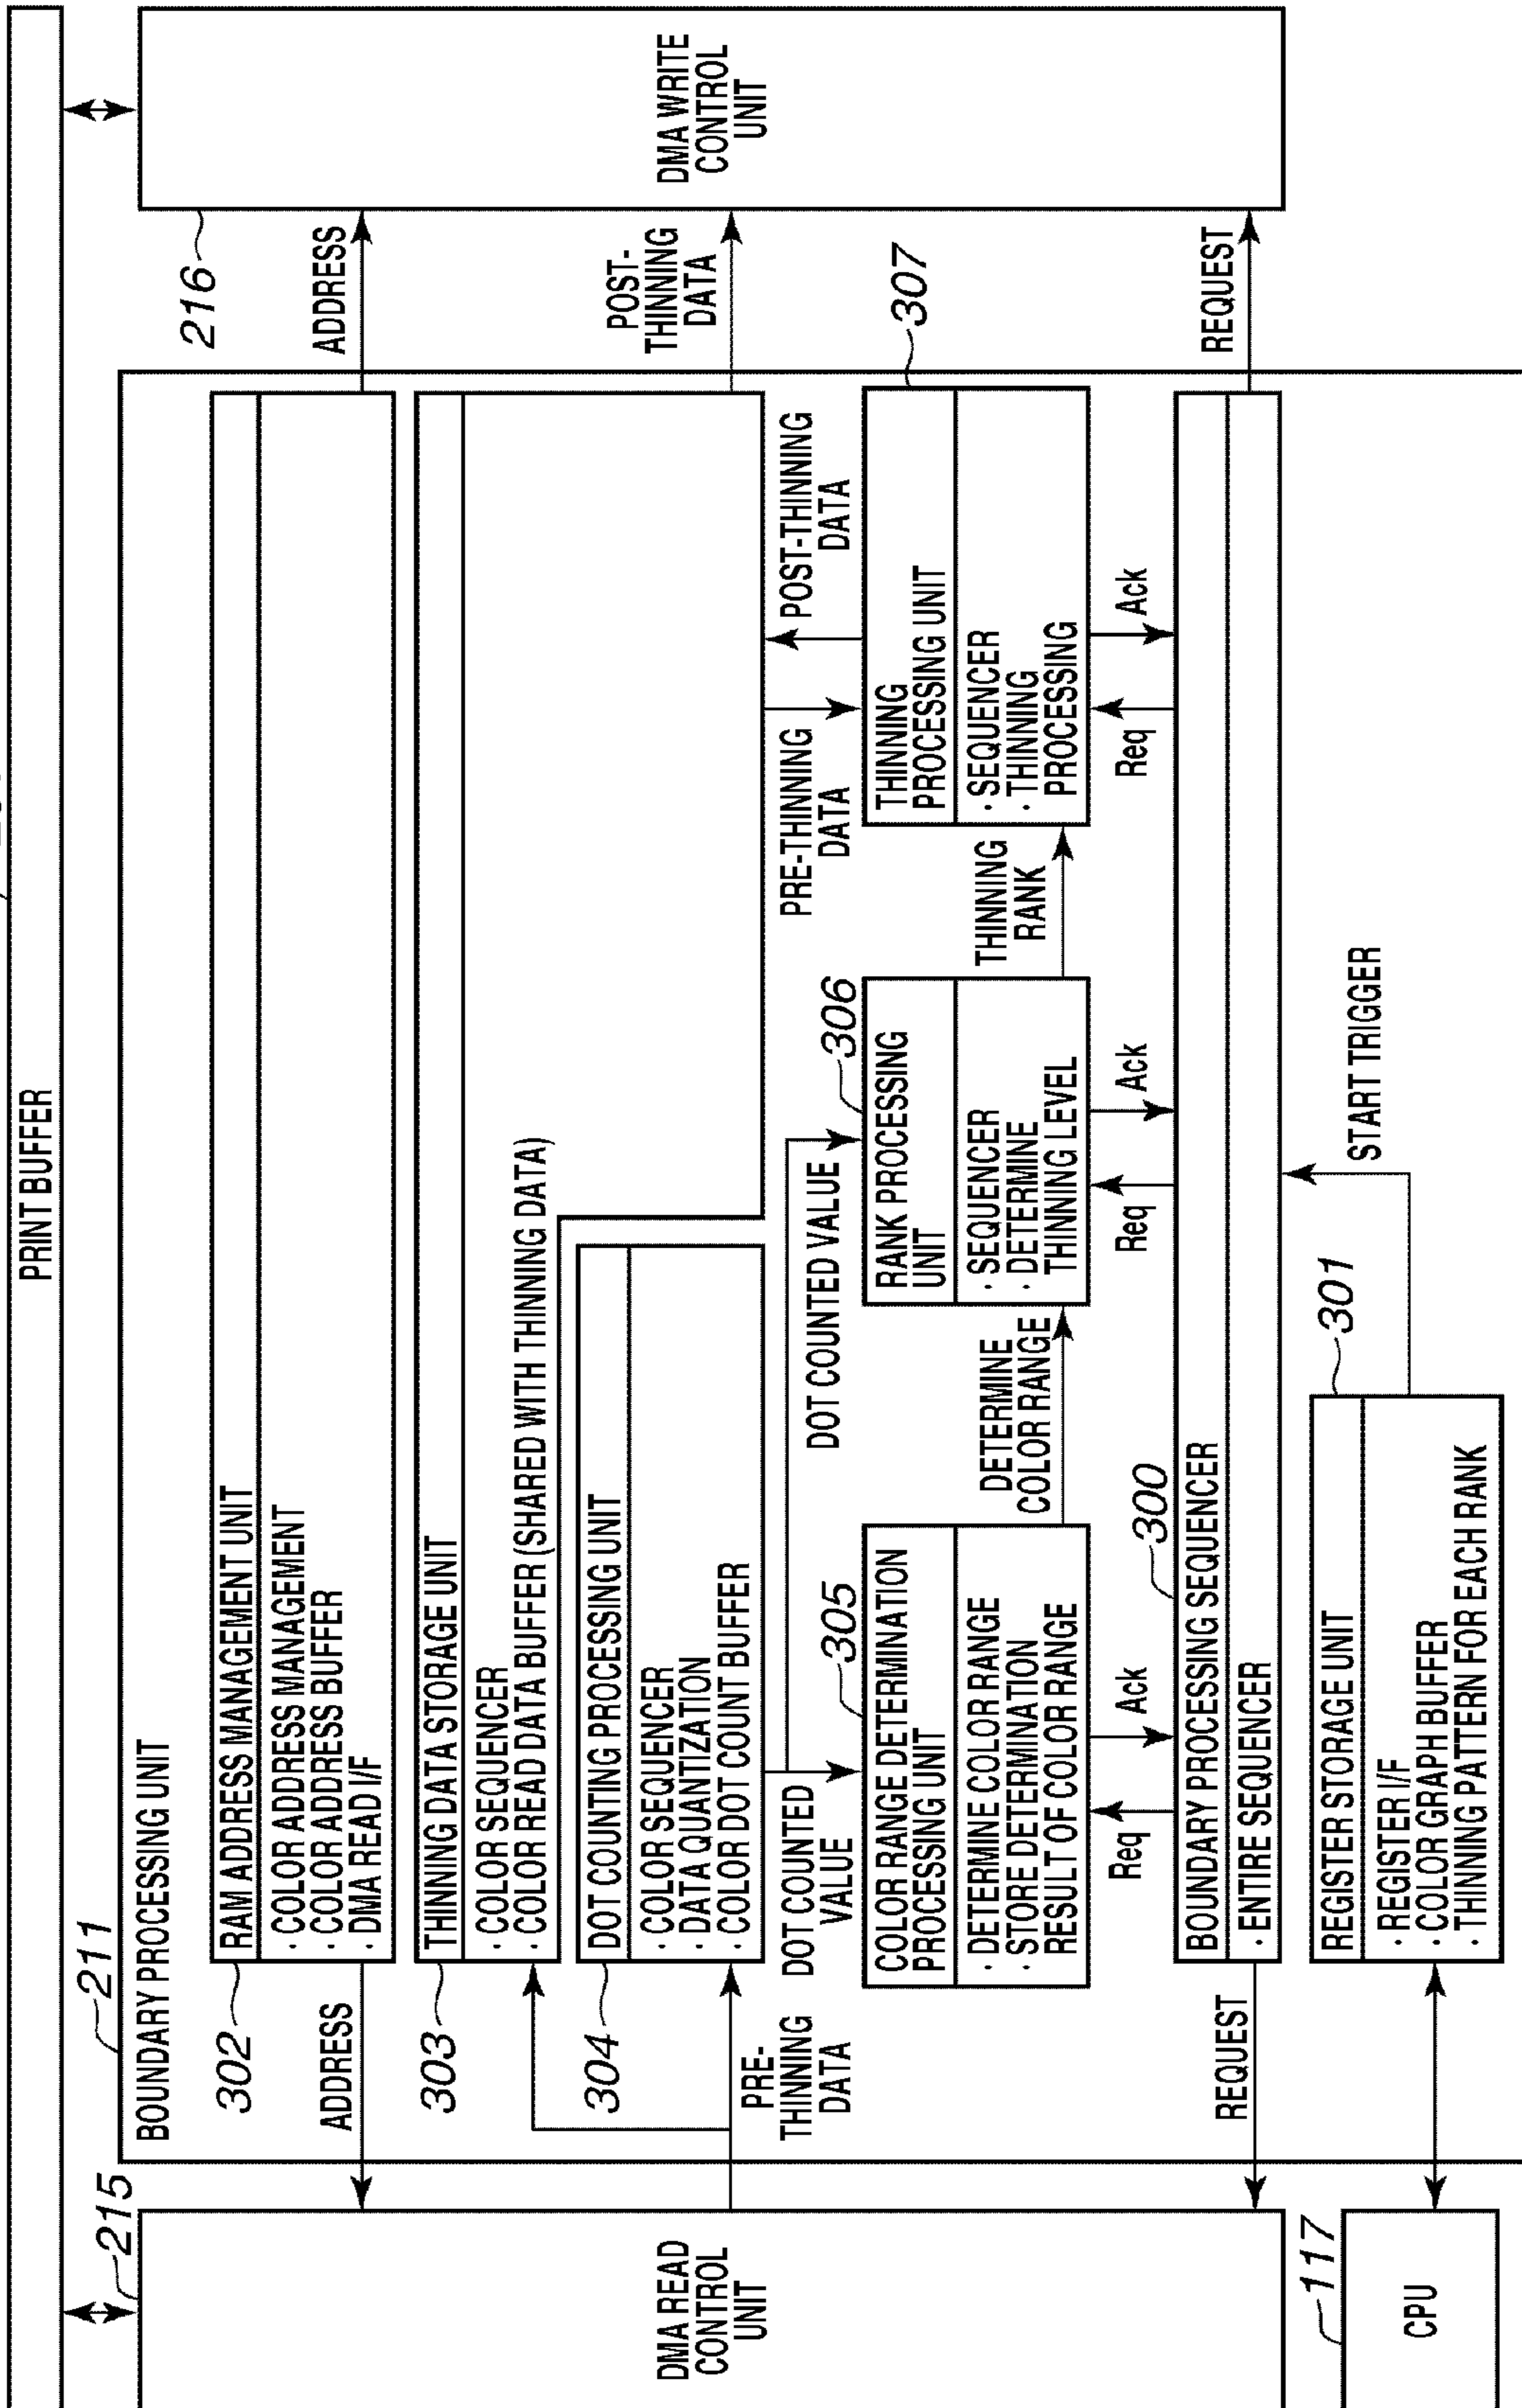 PRINT BUFFER
211
BOUNDARY PROCESSING UNIT
215
DMA READ
CONTROL
UNIT
216
DMA WRITE
CONTROL
UNIT
302
ADDRESS
RAM ADDRESS MANAGEMENT UNIT
· COLOR ADDRESS MANAGEMENT
· COLOR ADDRESS BUFFER
· DMA READ I/F
ADDRESS
303
THINNING DATA STORAGE UNIT
· COLOR SEQUENCER
· COLOR READ DATA BUFFER (SHARED WITH THINNING DATA)
POST-
THINNING
DATA
304
DOT COUNTING PROCESSING UNIT
· COLOR SEQUENCER
· DATA QUANTIZATION
· COLOR DOT COUNT BUFFER
PRE-
THINNING
DATA
DOT COUNTED
VALUE
DOT COUNTED VALUE
PRE-THINNING
DATA
POST-THINNING
DATA
305
COLOR RANGE DETERMINATION
PROCESSING UNIT
· DETERMINE COLOR RANGE
· STORE DETERMINATION
RESULT OF COLOR RANGE
DETERMINE
COLOR RANGE
306
RANK PROCESSING
UNIT
· SEQUENCER
· DETERMINE
THINNING LEVEL
THINNING
RANK
307
THINNING
PROCESSING UNIT
· SEQUENCER
· THINNING
PROCESSING
Req
Ack
Req
Ack
Req
Ack
REQUEST
300
BOUNDARY PROCESSING SEQUENCER
· ENTIRE SEQUENCER
REQUEST
117
CPU
301
REGISTER STORAGE UNIT
· REGISTER I/F
· COLOR GRAPH BUFFER
· THINNING PATTERN FOR EACH RANK
START TRIGGER